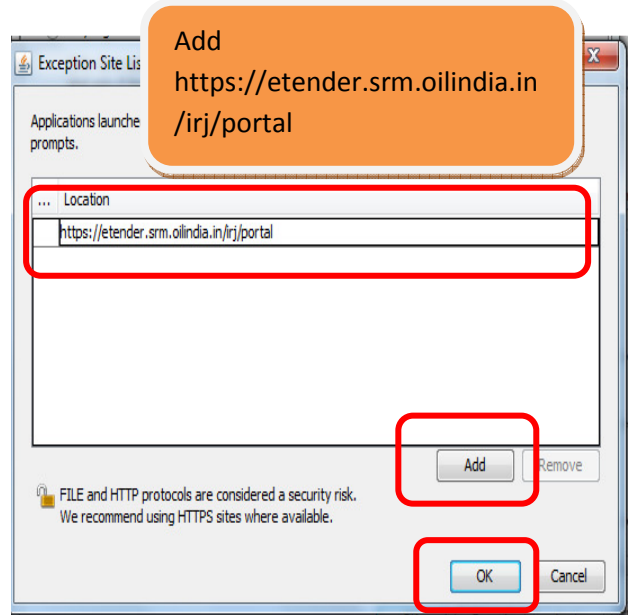 Add
https://etender.srm.oilindia.in
/irj/portal
Exception Site Lis
X
Applications launche
prompts.
... Location
https://etender.srm.oilindia.in/irj/portal
Add Remove
FILE and HTTP protocols are considered a security risk.
We recommend using HTTPS sites where available.
OK Cancel